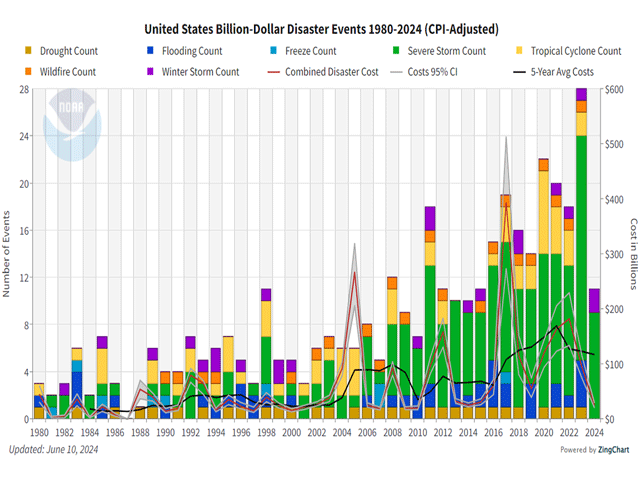 United States Billion-Dollar Disaster Events 1980-2024 (CPI-Adjusted)
Drought Count Flooding Count Freeze Count Severe Storm Count Tropical Cyclone Count
Wildfire Count Winter Storm Count Combined Disaster Cost Costs 95% CI 5-Year Avg Costs
28 $600
24 $500
20 $400
16 $300
12 $200
8 $100
4 $0
0
Number of Events
Cost in Billions
NOAA
1980 1982 1984 1986 1988 1990 1992 1994 1996 1998 2000 2002 2004 2006 2008 2010 2012 2014 2016 2018 2020 2022 2024
Updated: June 10, 2024 Powered by ZingChart